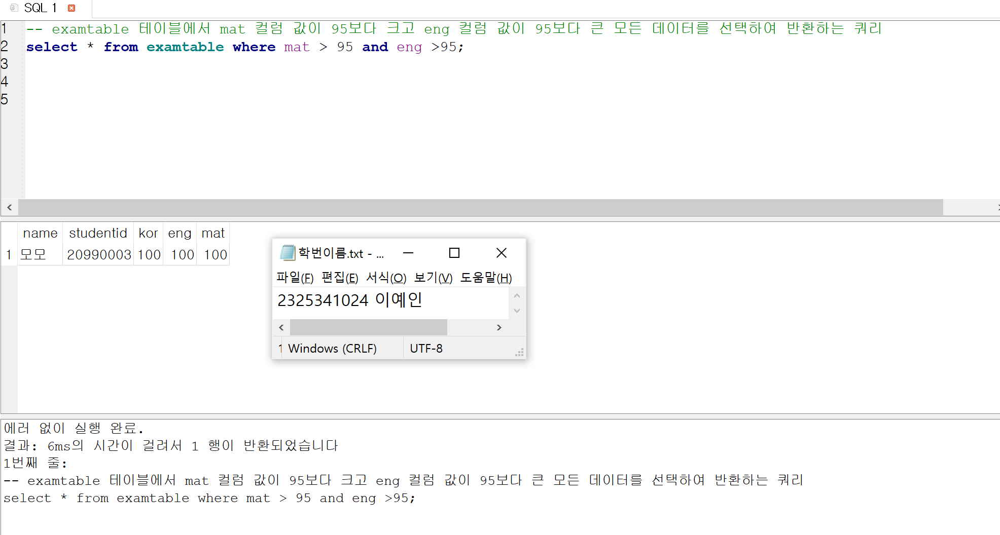 SQL 1
1 -- examtable 테이블에서 mat 컬럼 값이 95보다 크고 eng 컬럼 값이 95보다 큰 모든 데이터를 선택하여 반환하는 쿼리
2 select * from examtable where mat > 95 and eng >95;
3
4
5
name studentid kor eng mat
1 모모 20990003 100 100 100
학번이름.txt - ...
파일(F) 편집(E) 서식(O) 보기(V) 도움말(H)
2325341024 이예인
1 Windows (CRLF) UTF-8
에러 없이 실행 완료.
결과: 6ms의 시간이 걸려서 1 행이 반환되었습니다
1번째 줄:
-- examtable 테이블에서 mat 컬럼 값이 95보다 크고 eng 컬럼 값이 95보다 큰 모든 데이터를 선택하여 반환하는 쿼리
select * from examtable where mat > 95 and eng >95;